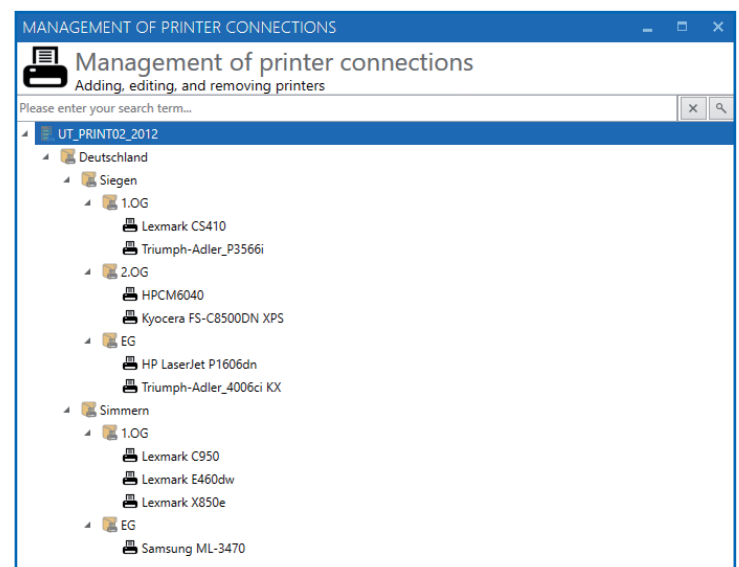 MANAGEMENT OF PRINTER CONNECTIONS
Management of printer connections
Adding, editing, and removing printers
Please enter your search term...
UT_PRINT02_2012
Deutschland
Siegen
1.OG
Lexmark CS410
Triumph-Adler_P3566i
2.OG
HPCM6040
Kyocera FS-C8500DN XPS
EG
HP LaserJet P1606dn
Triumph-Adler_4006ci KX
Simmern
1.OG
Lexmark C950
Lexmark E460dw
Lexmark X850e
EG
Samsung ML-3470